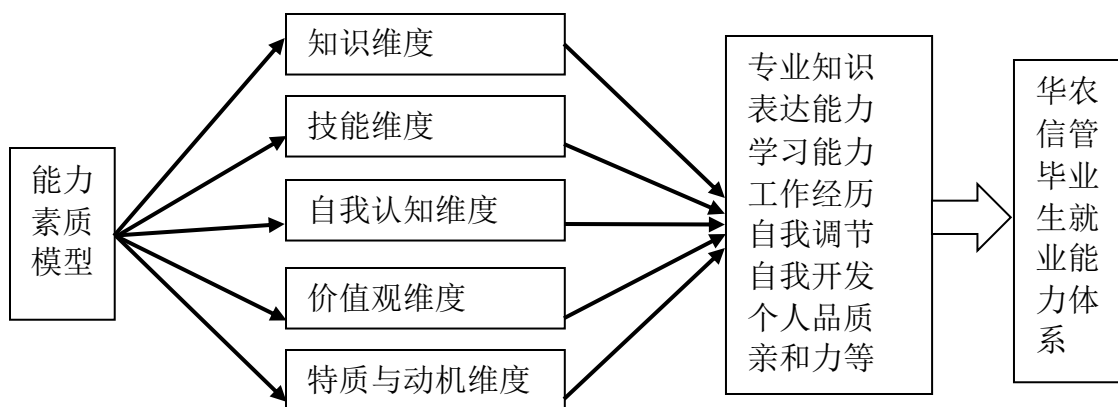 能力
素质
模型
知识维度
技能维度
自我认知维度
价值观维度
特质与动机维度
专业知识
表达能力
学习能力
工作经历
自我调节
自我开发
个人品质
亲和力等
华农
信管
毕业
生就
业能
力体
系